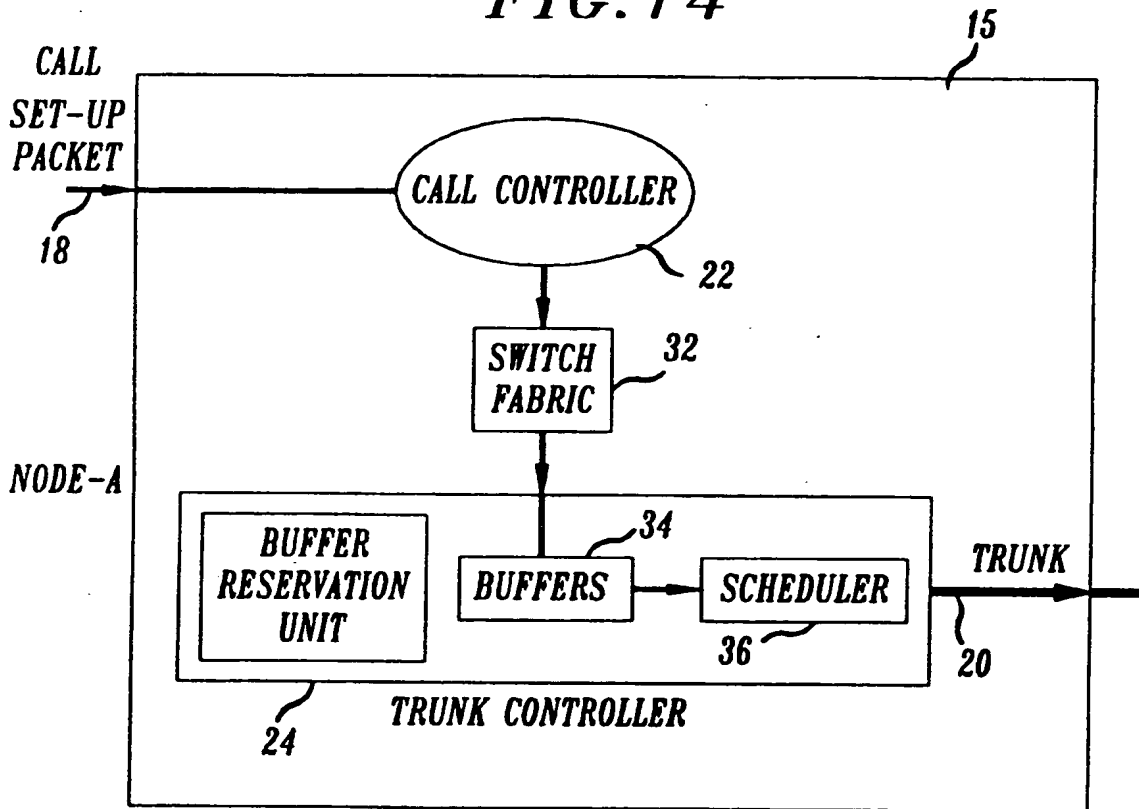 FIG. 14
15
CALL
SET-UP
PACKET
18
CALL CONTROLLER
22
SWITCH
FABRIC
32
NODE-A
BUFFER
RESERVATION
UNIT
34
BUFFERS
SCHEDULER
36
TRUNK
20
24
TRUNK CONTROLLER